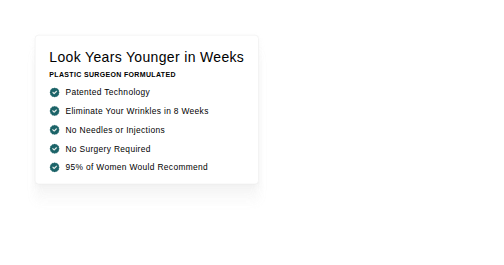 Look Years Younger in Weeks
PLASTIC SURGEON FORMULATED
Patented Technology
Eliminate Your Wrinkles in 8 Weeks
No Needles or Injections
No Surgery Required
95% of Women Would Recommend